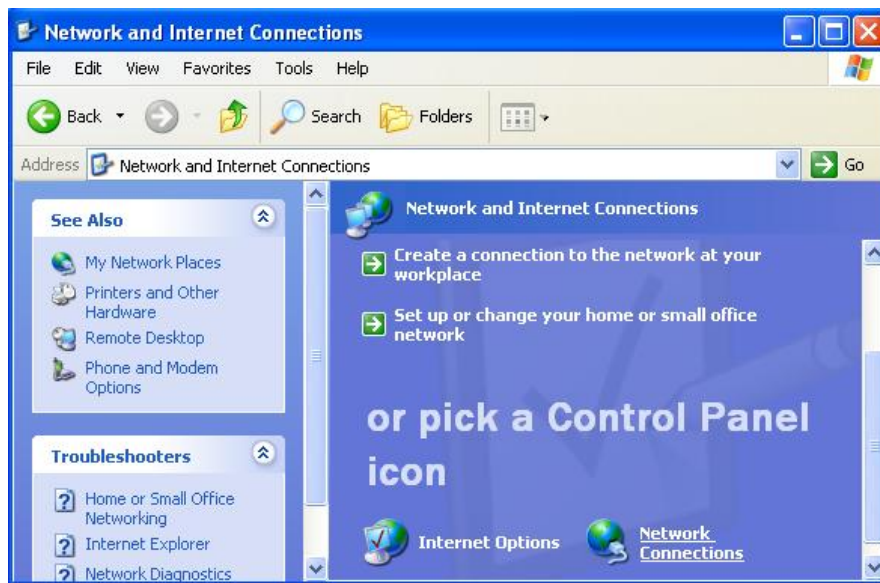 Network and Internet Connections
File Edit View Favorites Tools Help
Back Search Folders
Address Network and Internet Connections Go
See Also
My Network Places
Printers and Other
Hardware
Remote Desktop
Phone and Modem
Options
Troubleshooters
Home or Small Office
Networking
Internet Explorer
Network Diagnostics
Network and Internet Connections
Create a connection to the network at your
workplace
Set up or change your home or small office
network
or pick a Control Panel
icon
Internet Options
Network
Connections